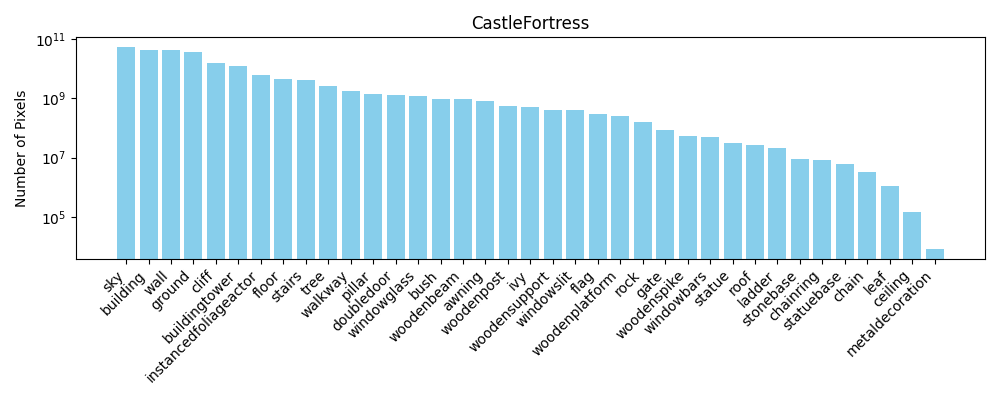 CastleFortress
Number of Pixels
10^11
10^9
10^7
10^5
sky
building
wall
ground
cliff
buildingtower
instancedfoliageactor
floor
stairs
tree
walkway
pillar
doubledoor
windowglass
bush
woodenbeam
awning
woodenpost
ivy
woodensupport
windowslit
flag
woodenplatform
rock
gate
woodenspike
windowbars
statue
roof
ladder
stonebase
chainring
statuebase
chain
leaf
ceiling
metaldecoration